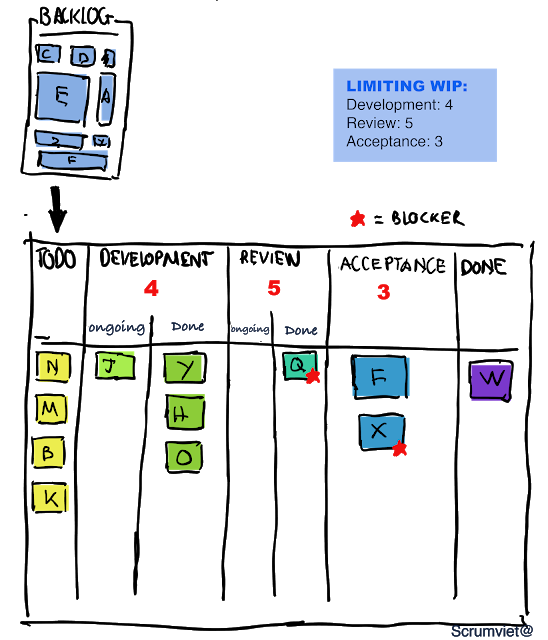 BACKLOG
C D
E A
F
LIMITING WIP:
Development: 4
Review: 5
Acceptance: 3
= BLOCKER
TODO DEVELOPMENT REVIEW ACCEPTANCE DONE
4 5 3
ongoing Done ongoing Done
N J Y Q F W
M H X
B O
K
Scrumviet@